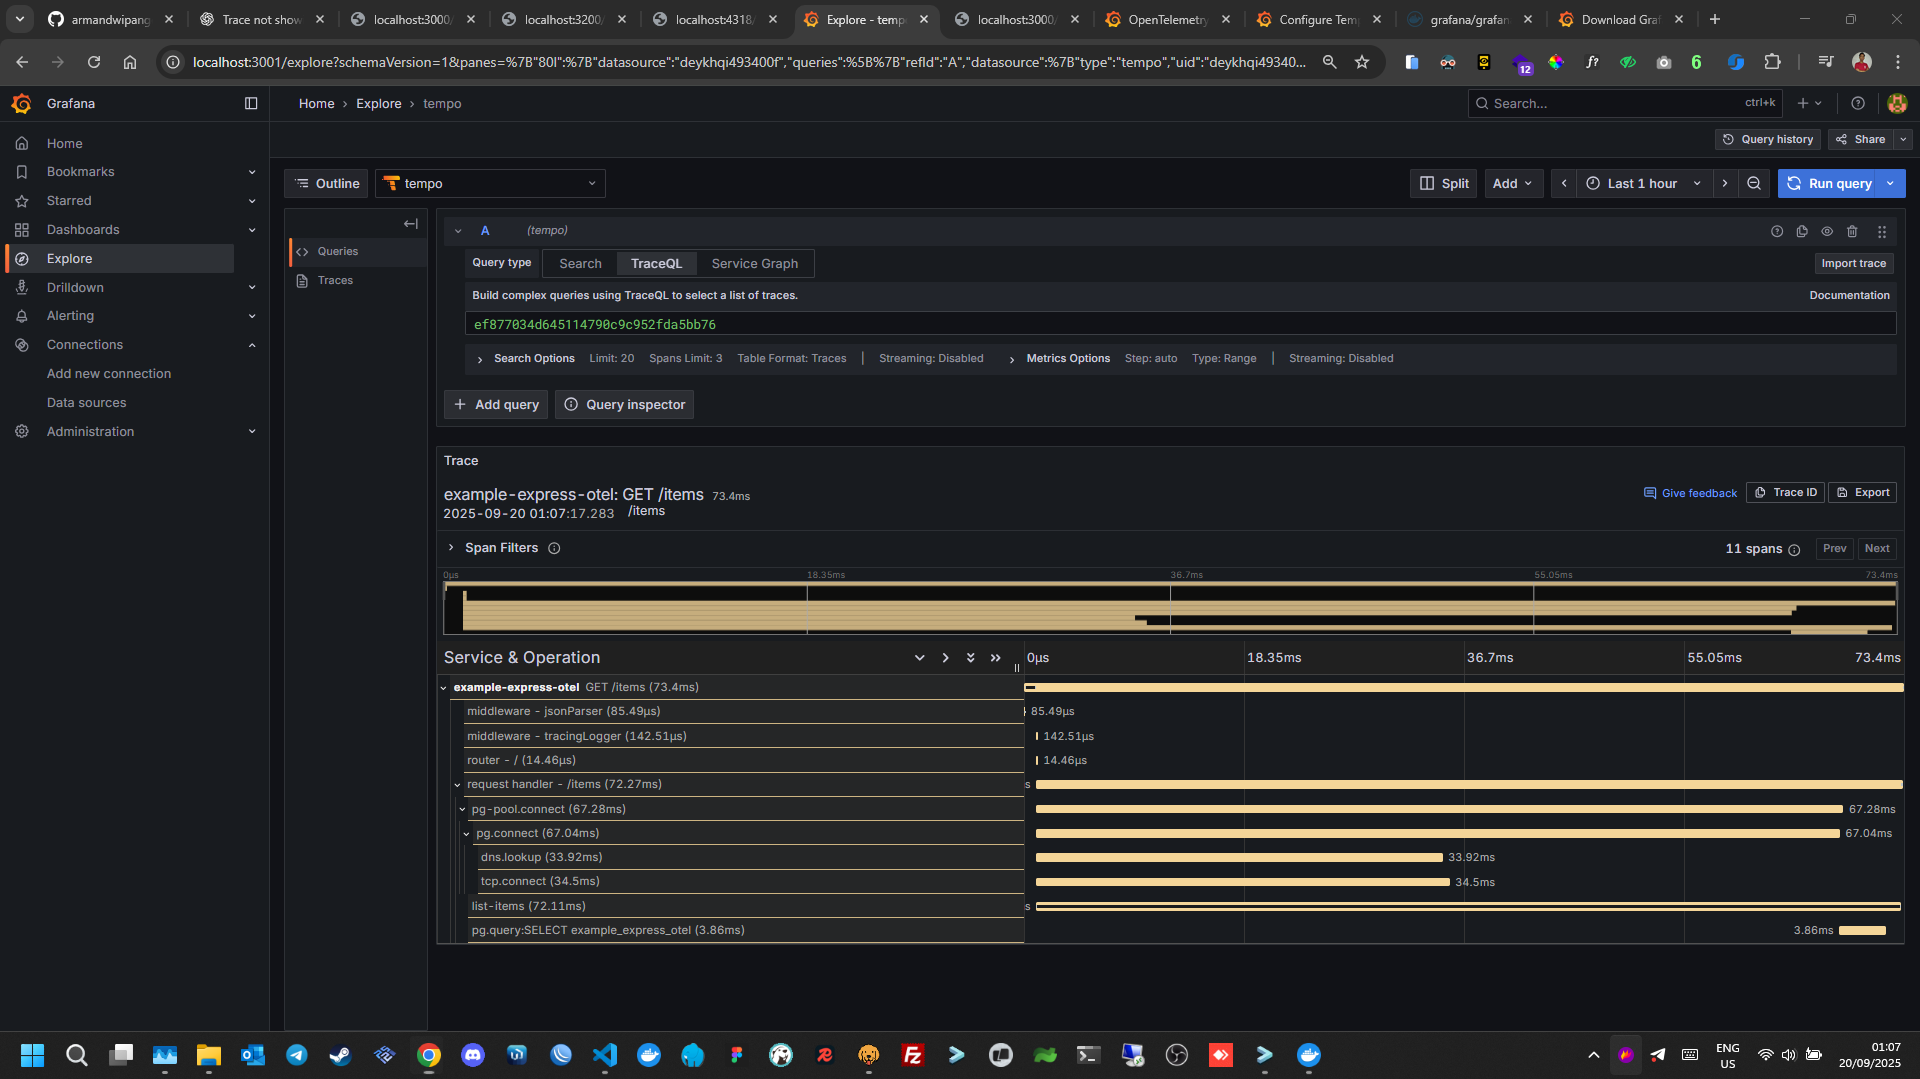 armandwipang
Trace not show
localhost:3000/
localhost:3200/
localhost:4318/
Explore - temp
localhost:3000/
OpenTelemetry
Configure Tem
grafana/grafan
Download Graf
localhost:3001/explore?schemaVersion=1&panes=%7B"80l":%7B"datasource":"deykhqi493400f","queries":%5B%7B"refId":"A","datasource":%7B"type":"tempo","uid":"deykhqi49340...
12
f?
6
Grafana
Home › Explore › tempo
Search...
ctrl+k
Query history
Share
Home
Bookmarks
Starred
Dashboards
Explore
Drilldown
Alerting
Connections
Add new connection
Data sources
Administration
Outline
tempo
Split
Add
Last 1 hour
Run query
Queries
Traces
A
(tempo)
Query type
Search
TraceQL
Service Graph
Import trace
Build complex queries using TraceQL to select a list of traces.
Documentation
ef877034d645114790c9c952fda5bb76
Search Options Limit: 20 Spans Limit: 3 Table Format: Traces | Streaming: Disabled
Metrics Options Step: auto Type: Range | Streaming: Disabled
+ Add query
Query inspector
Trace
example-express-otel: GET /items 73.4ms
2025-09-20 01:07:17.283 /items
Give feedback
Trace ID
Export
Span Filters
11 spans
Prev
Next
0µs 18.35ms 36.7ms 55.05ms 73.4ms
Service & Operation
0µs 18.35ms 36.7ms 55.05ms 73.4ms
example-express-otel GET /items (73.4ms)
middleware - jsonParser (85.49µs) 85.49µs
middleware - tracingLogger (142.51µs) 142.51µs
router - / (14.46µs) 14.46µs
request handler - /items (72.27ms) s
pg-pool.connect (67.28ms) 67.28ms
pg.connect (67.04ms) 67.04ms
dns.lookup (33.92ms) 33.92ms
tcp.connect (34.5ms) 34.5ms
list-items (72.11ms) s
pg.query:SELECT example_express_otel (3.86ms) 3.86ms
ENG
US
01:07
20/09/2025